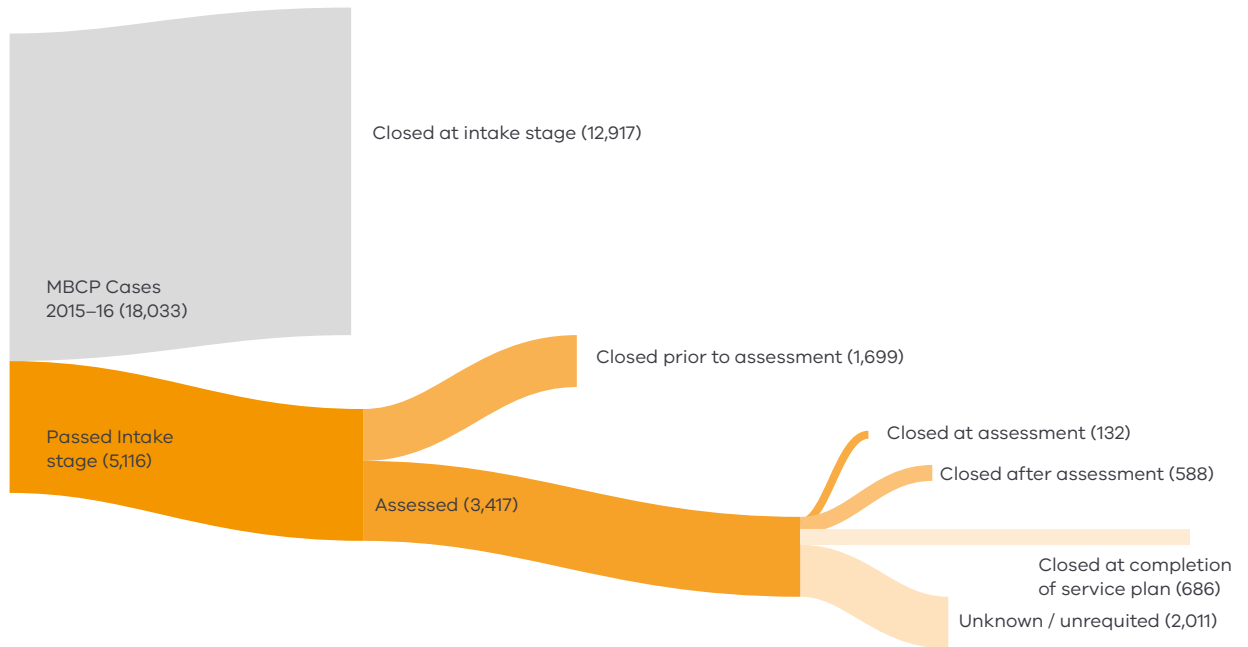 Closed at intake stage (12,917)
MBCP Cases
2015–16 (18,033)
Closed prior to assessment (1,699)
Passed Intake
stage (5,116)
Closed at assessment (132)
Closed after assessment (588)
Assessed (3,417)
Closed at completion
of service plan (686)
Unknown / unrequited (2,011)